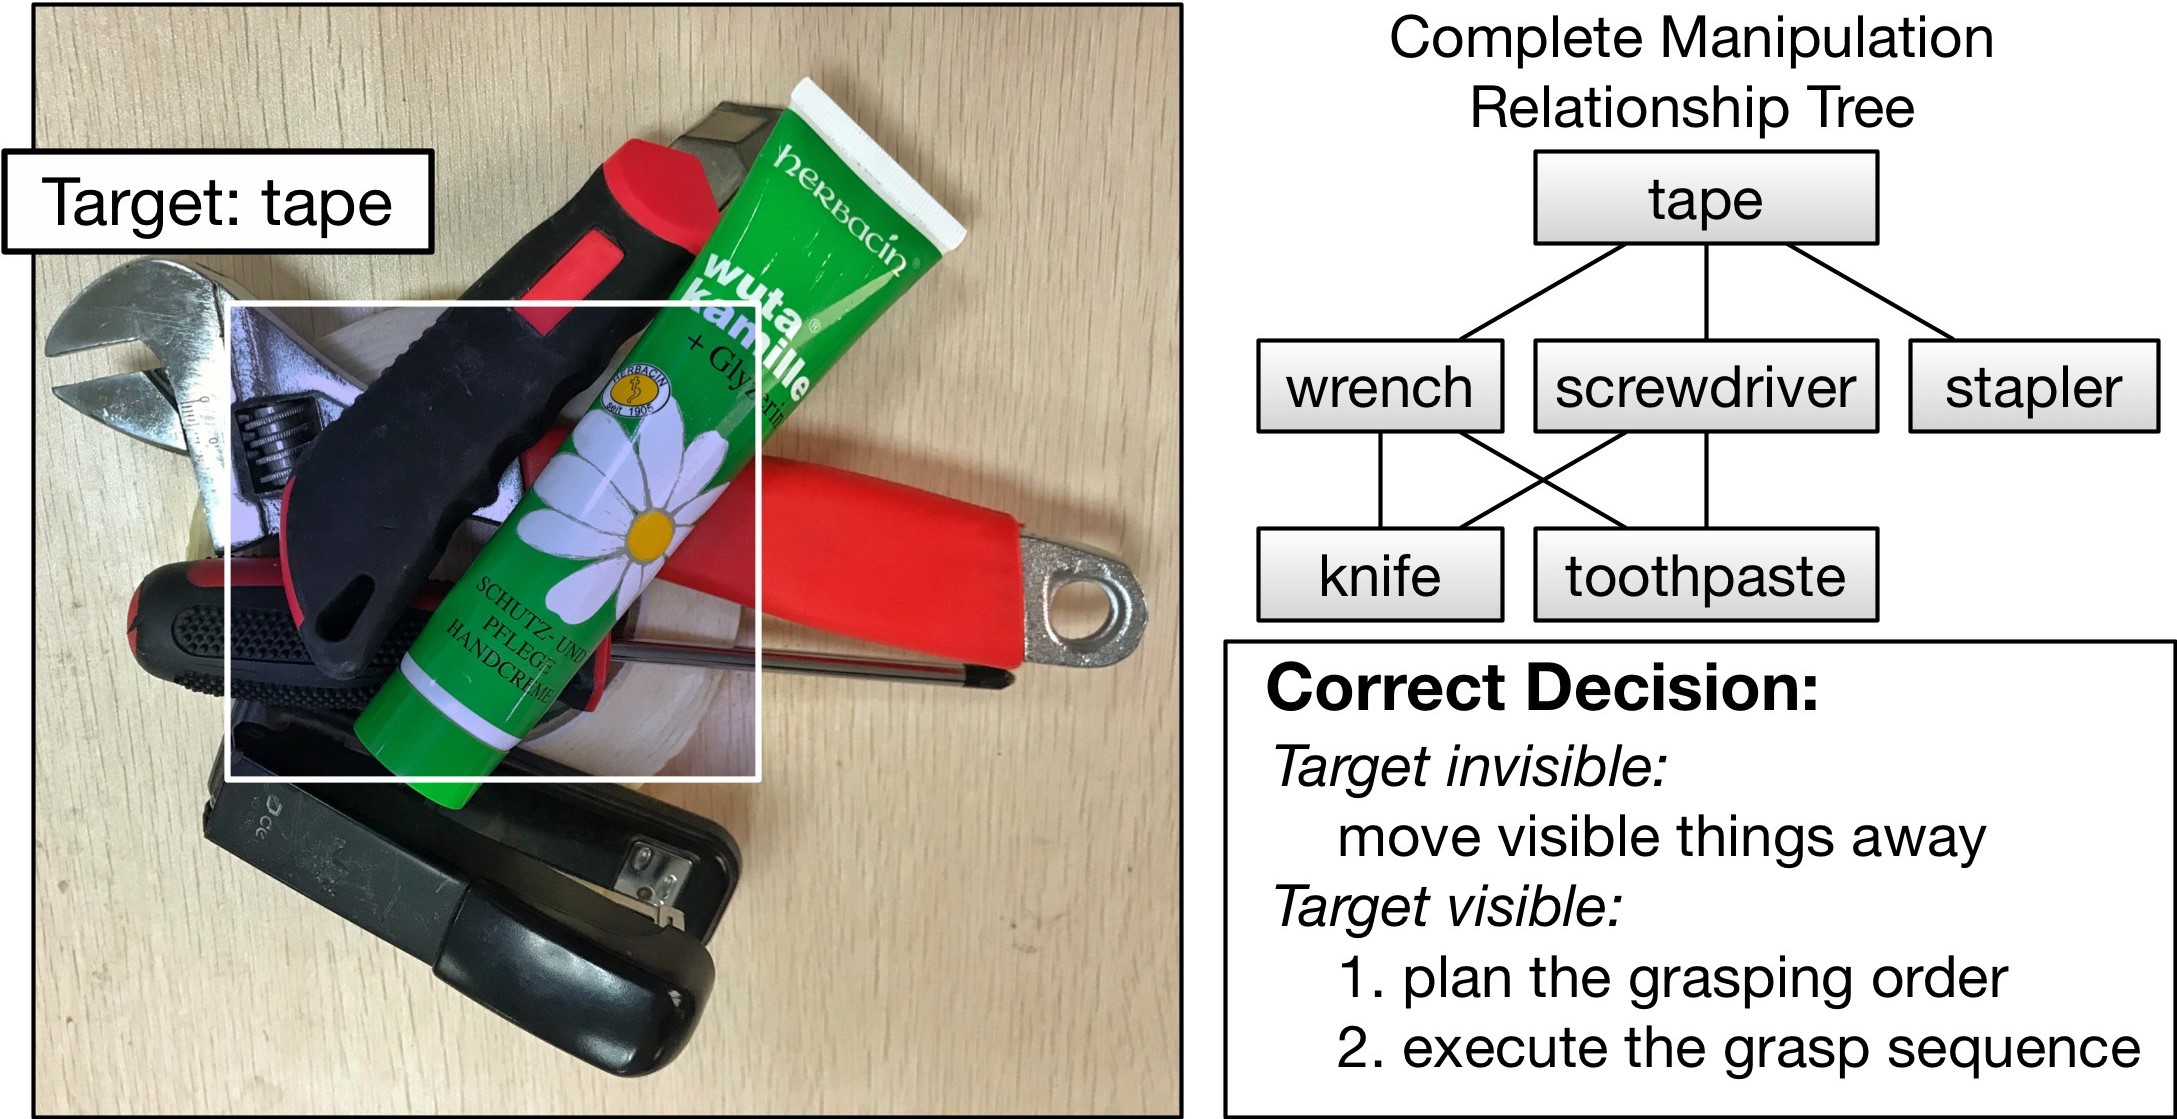 Complete Manipulation
Relationship Tree
Target: tape
tape
wrench
screwdriver
stapler
knife
toothpaste
herbacin
wuta
kamille
+ Glyzerin
HERBACIN
seit 1905
SCHUTZ-UND
PFLEGE
HANDCREME
Correct Decision:
Target invisible:
move visible things away
Target visible:
1. plan the grasping order
2. execute the grasp sequence